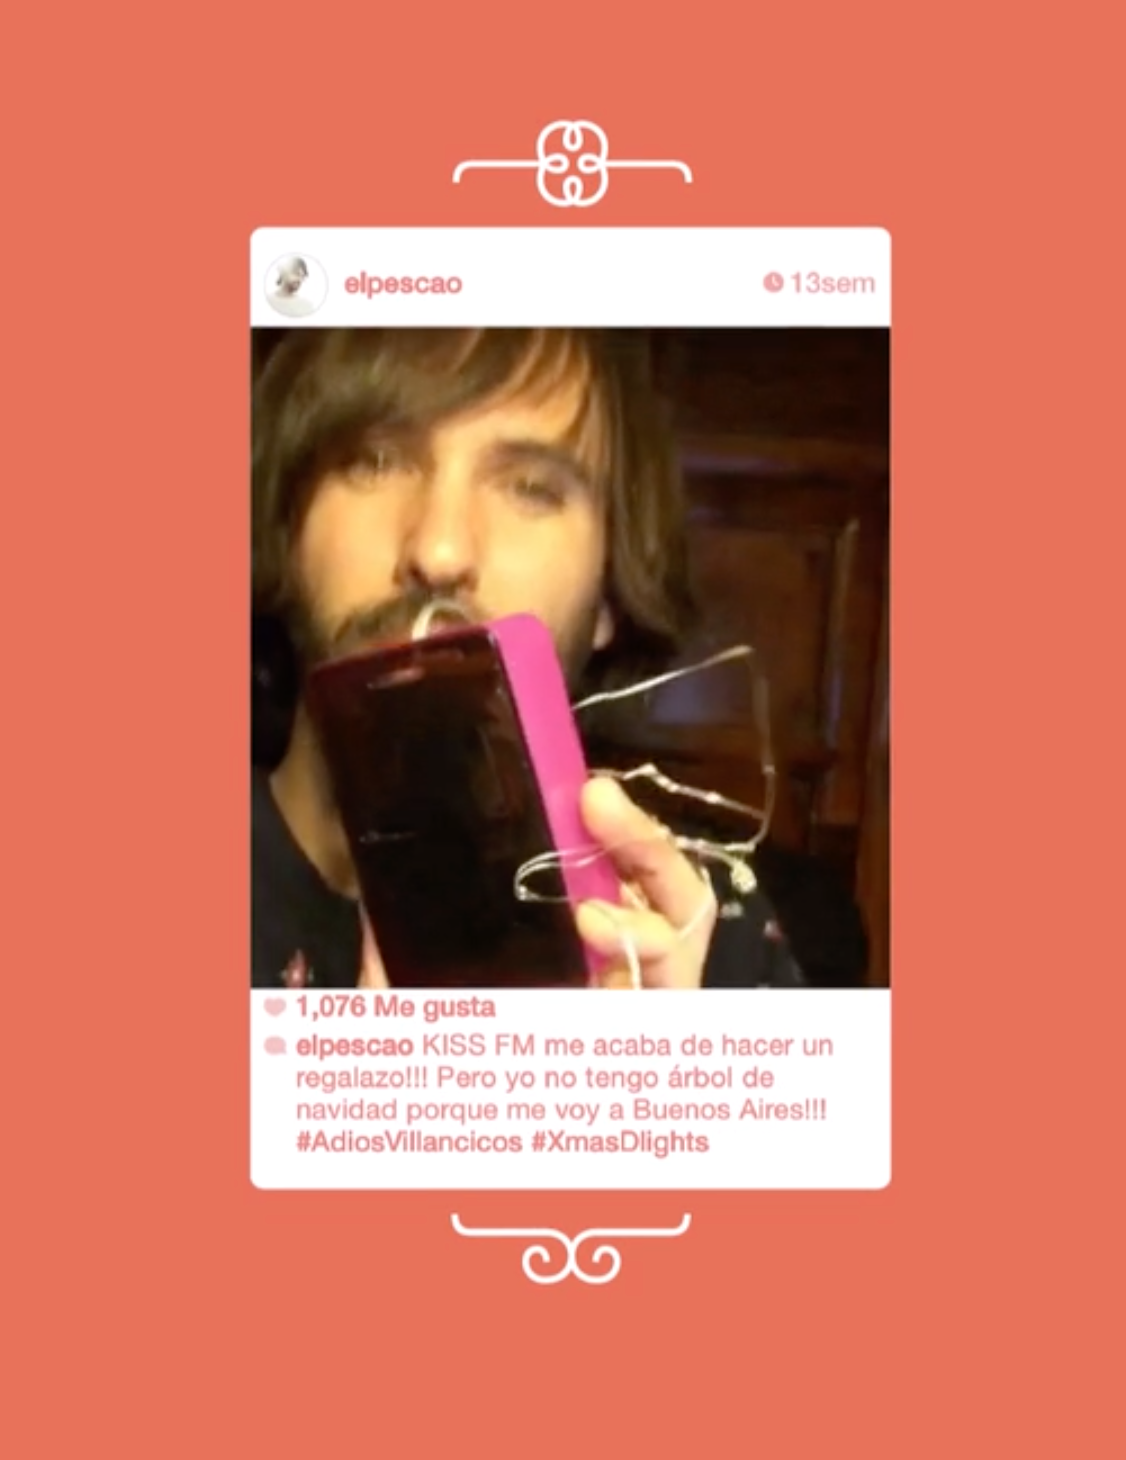 elpescao
13sem
1,076 Me gusta
elpescao KISS FM me acaba de hacer un
regalazo!!! Pero yo no tengo árbol de
navidad porque me voy a Buenos Aires!!!
#AdiosVillancicos #XmasDlights